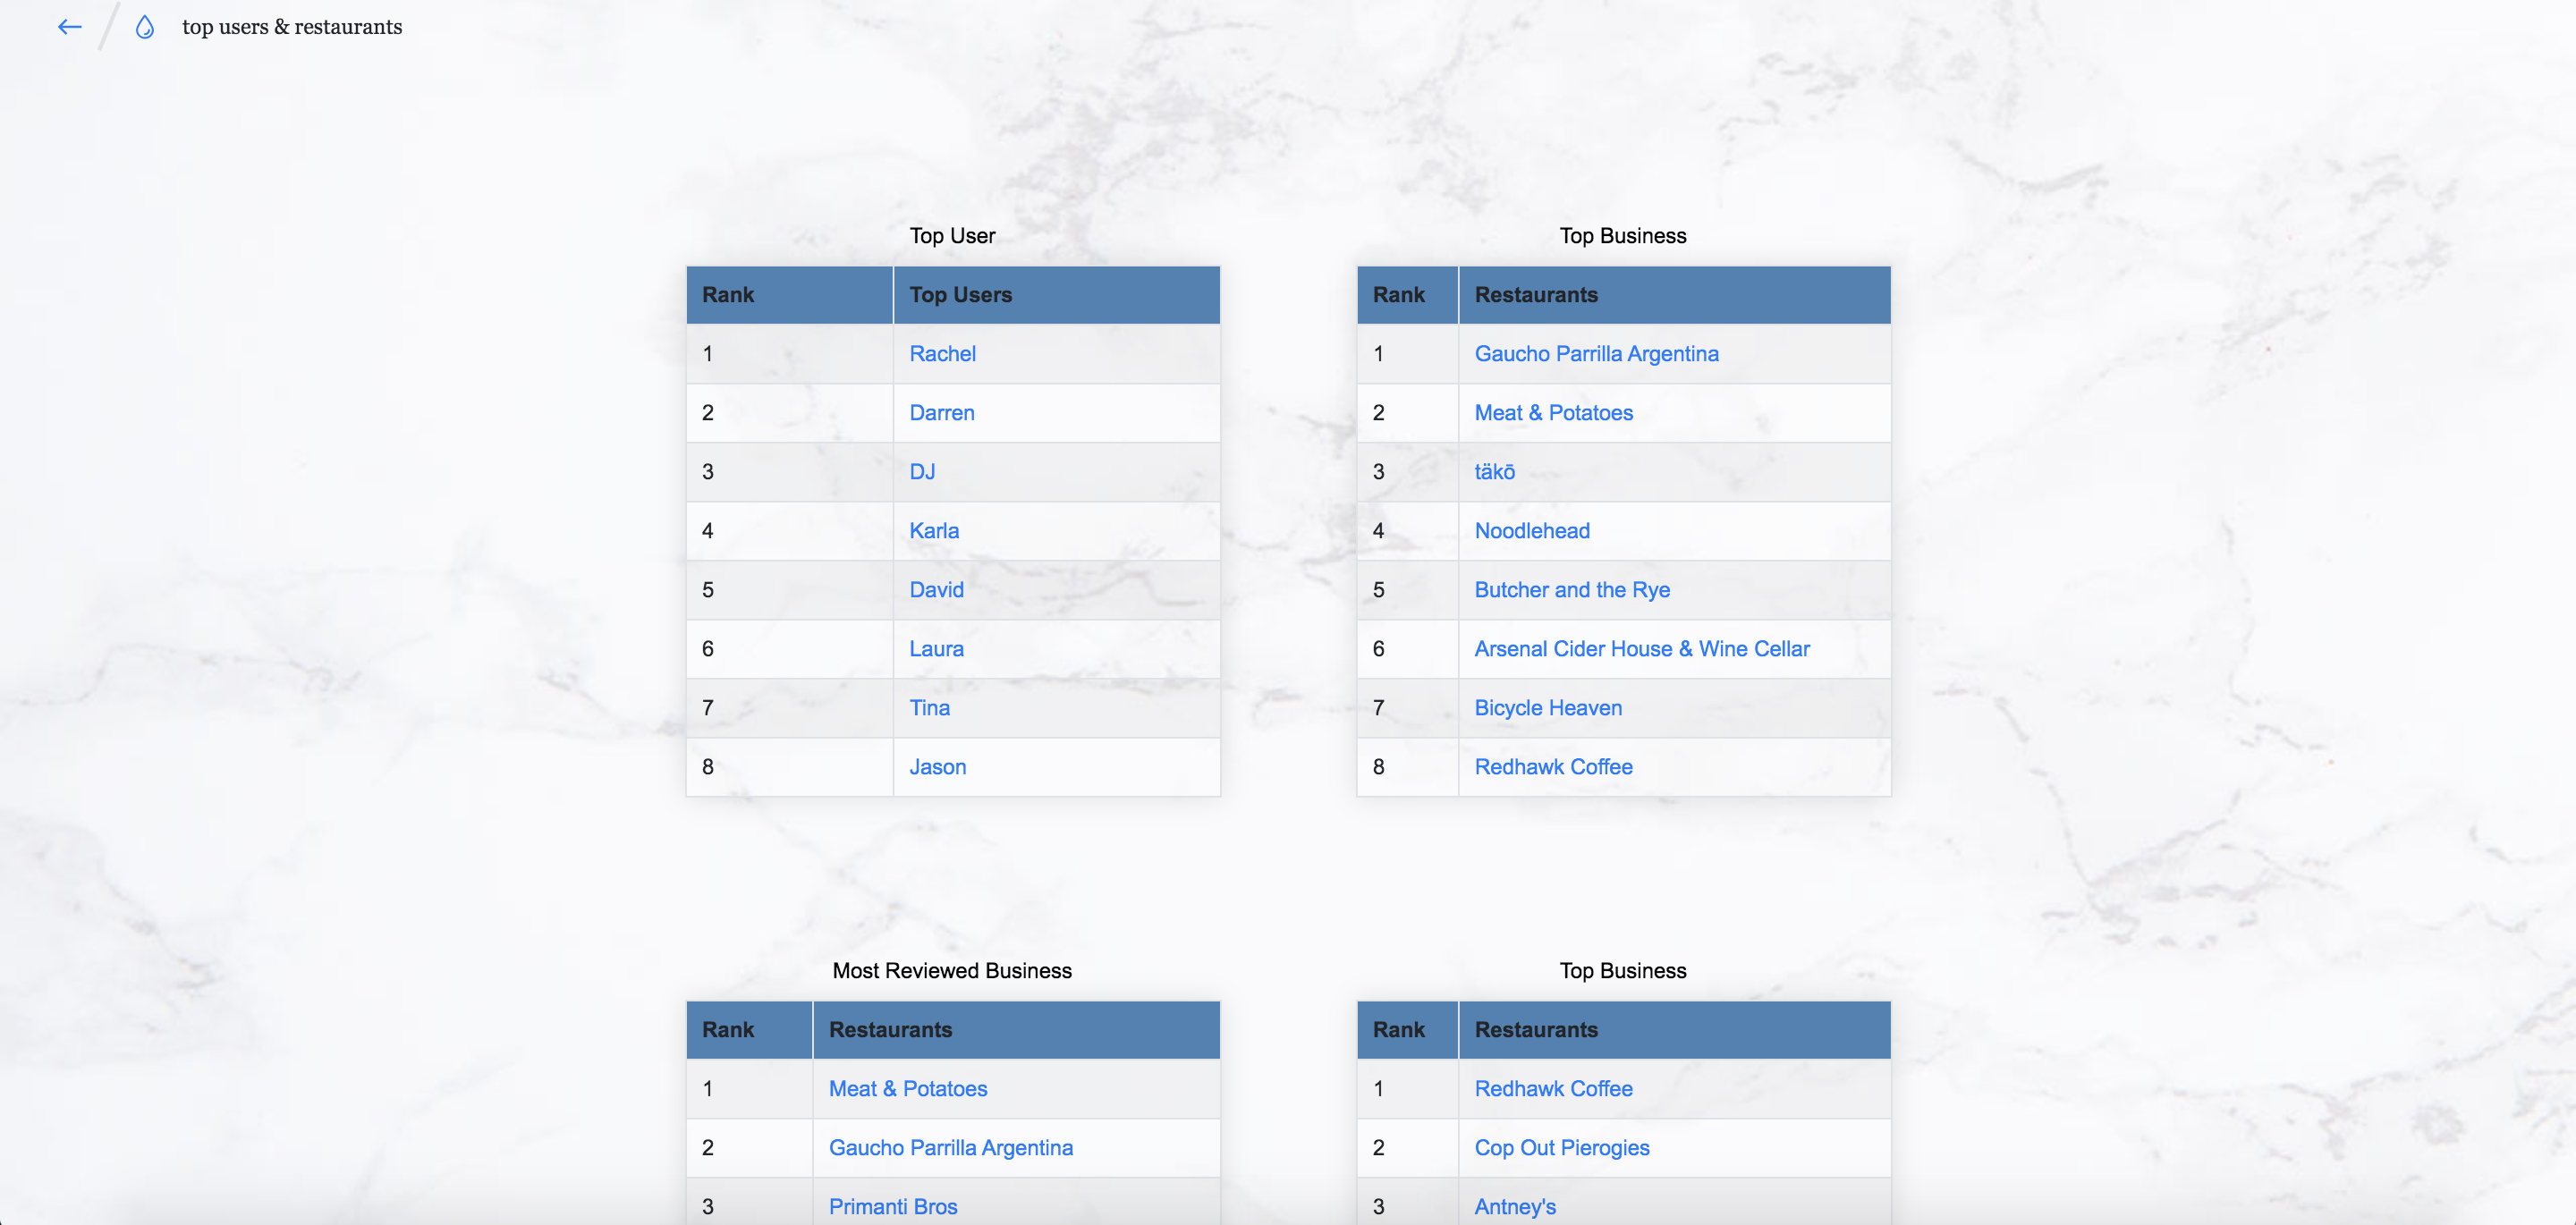 top users & restaurants
Top User
Rank Top Users
1 Rachel
2 Darren
3 DJ
4 Karla
5 David
6 Laura
7 Tina
8 Jason
Top Business
Rank Restaurants
1 Gaucho Parrilla Argentina
2 Meat & Potatoes
3 täkō
4 Noodlehead
5 Butcher and the Rye
6 Arsenal Cider House & Wine Cellar
7 Bicycle Heaven
8 Redhawk Coffee
Most Reviewed Business
Rank Restaurants
1 Meat & Potatoes
2 Gaucho Parrilla Argentina
3 Primanti Bros
Top Business
Rank Restaurants
1 Redhawk Coffee
2 Cop Out Pierogies
3 Antney's